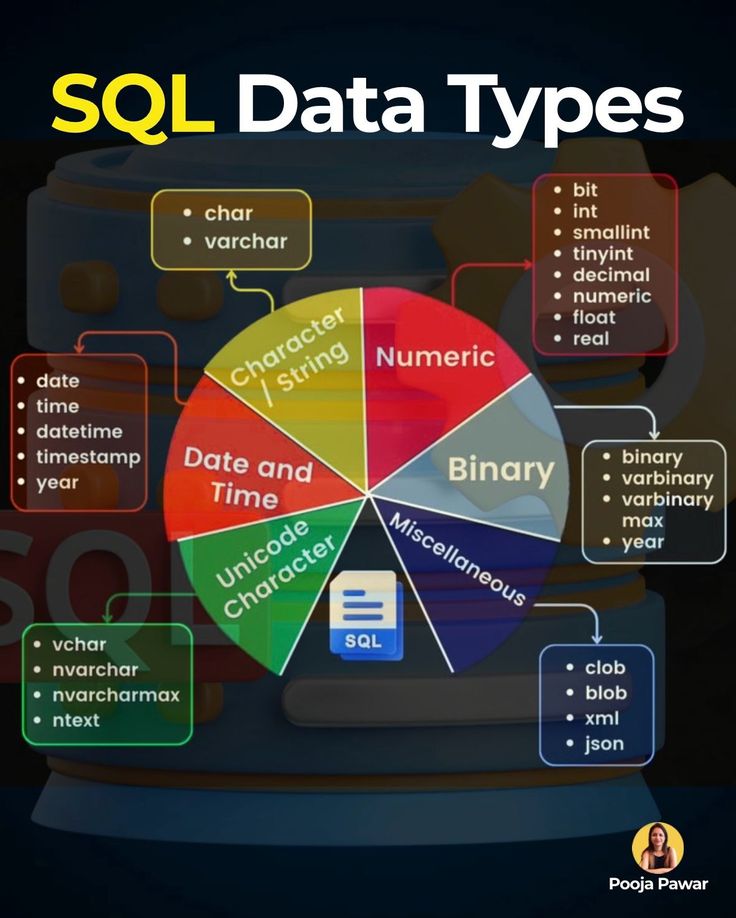 SQL Data Types
• char
• varchar
• bit
• int
• smallint
• tinyint
• decimal
• numeric
• float
• real
Character
/ String
Numeric
• date
• time
• datetime
• timestamp
• year
Date and
Time
Binary
• binary
• varbinary
• varbinary
max
• year
Unicode
Character
Miscellaneous
SQL
SQL
• vchar
• nvarchar
• nvarcharmax
• ntext
• clob
• blob
• xml
• json
Pooja Pawar